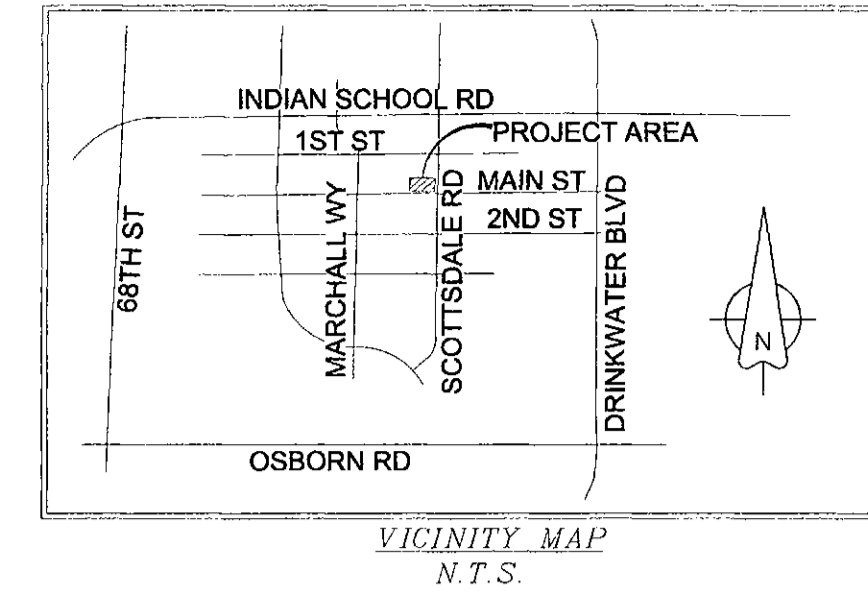 INDIAN SCHOOL RD
1ST ST
PROJECT AREA
MAIN ST
2ND ST
68TH ST
MARCHALL WY
SCOTTSDALE RD
DRINKWATER BLVD
N
OSBORN RD
VICINITY MAP
N.T.S.